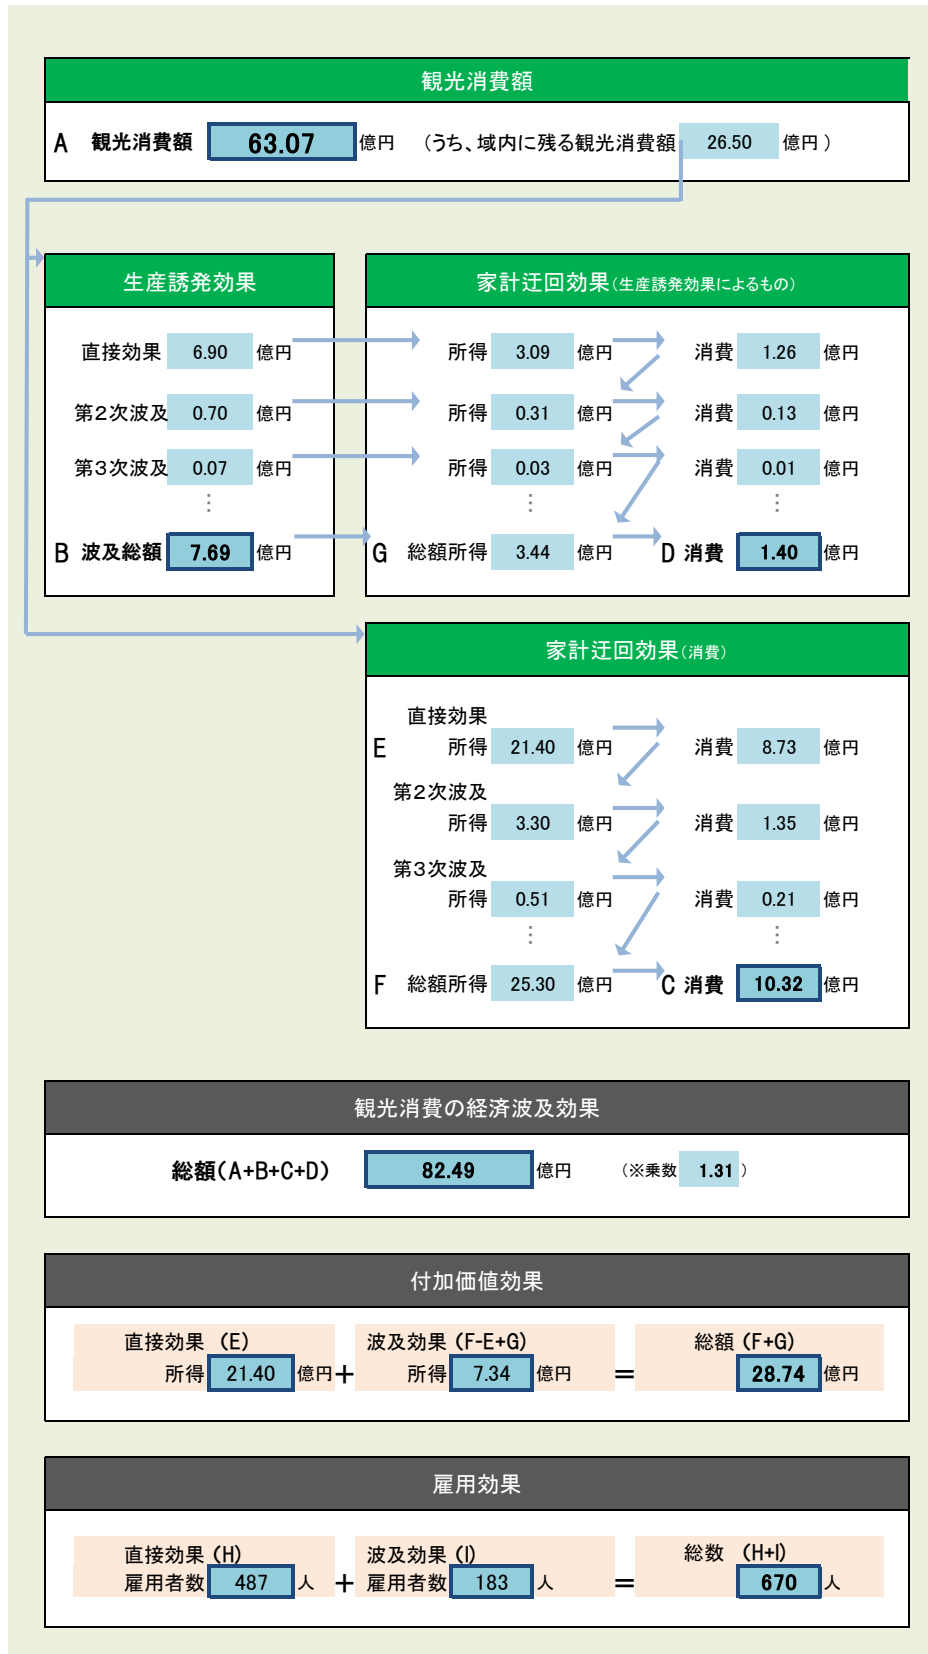 観光消費額
A 観光消費額 63.07 億円 （うち、域内に残る観光消費額 26.50 億円）
生産誘発効果
直接効果 6.90 億円
第2次波及 0.70 億円
第3次波及 0.07 億円
⋮
B 波及総額 7.69 億円
家計迂回効果(生産誘発効果によるもの)
所得 3.09 億円 消費 1.26 億円
所得 0.31 億円 消費 0.13 億円
所得 0.03 億円 消費 0.01 億円
⋮ ⋮
G 総額所得 3.44 億円 D 消費 1.40 億円
家計迂回効果(消費)
直接効果
E 所得 21.40 億円 消費 8.73 億円
第2次波及
所得 3.30 億円 消費 1.35 億円
第3次波及
所得 0.51 億円 消費 0.21 億円
⋮ ⋮
F 総額所得 25.30 億円 C 消費 10.32 億円
観光消費の経済波及効果
総額(A+B+C+D) 82.49 億円 (※乗数 1.31)
付加価値効果
直接効果 (E) 波及効果 (F-E+G) 総額 (F+G)
所得 21.40 億円 + 所得 7.34 億円 = 28.74 億円
雇用効果
直接効果 (H) 波及効果 (I) 総数 (H+I)
雇用者数 487 人 + 雇用者数 183 人 = 670 人